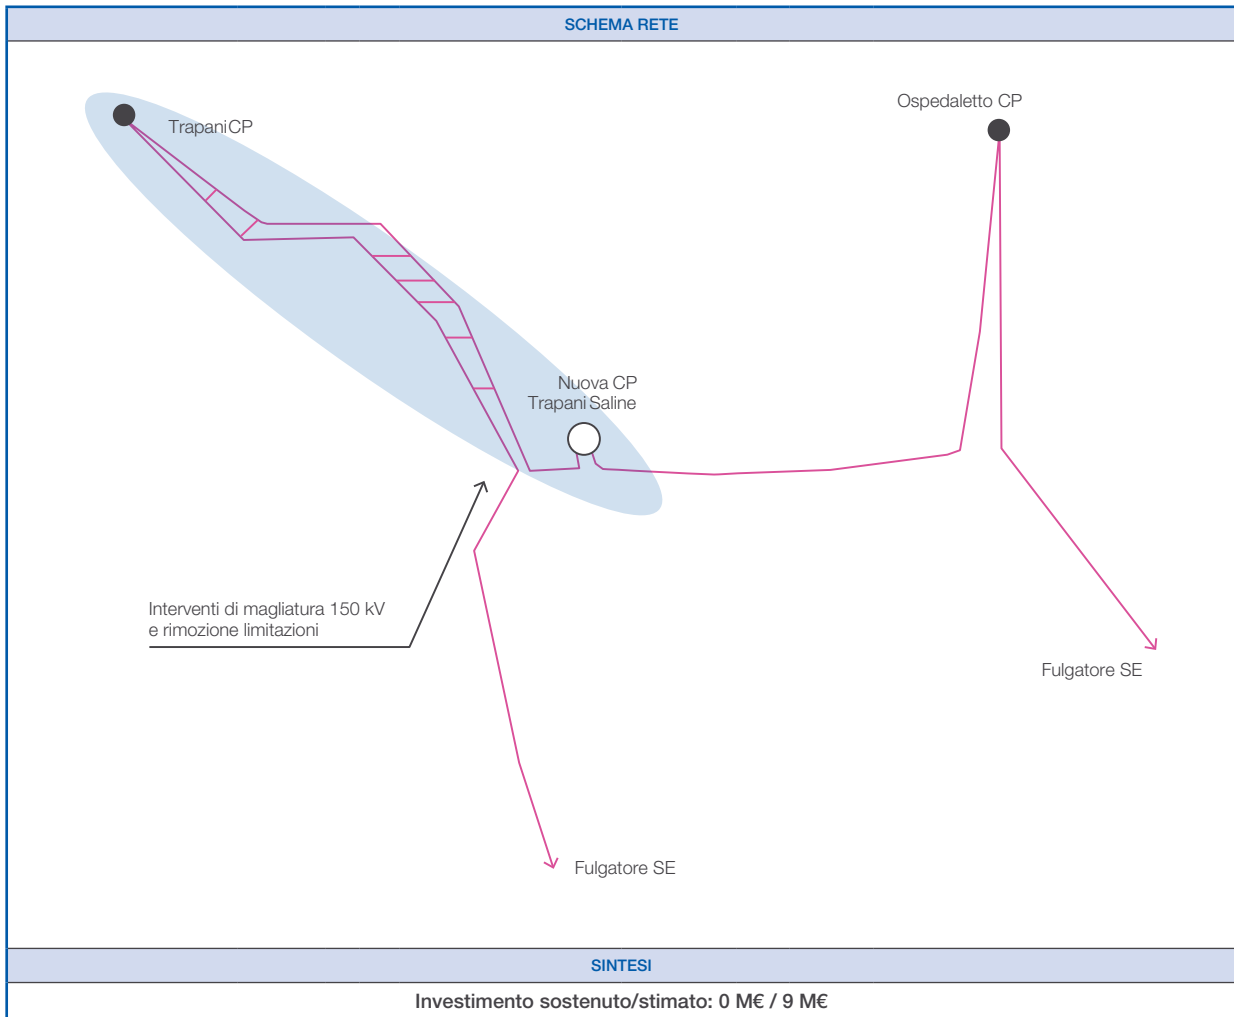 SCHEMA RETE
Ospedaletto CP
Trapani CP
Nuova CP
Trapani Saline
Interventi di magliatura 150 kV
e rimozione limitazioni
Fulgatore SE
Fulgatore SE
SINTESI
Investimento sostenuto/stimato: 0 M€ / 9 M€